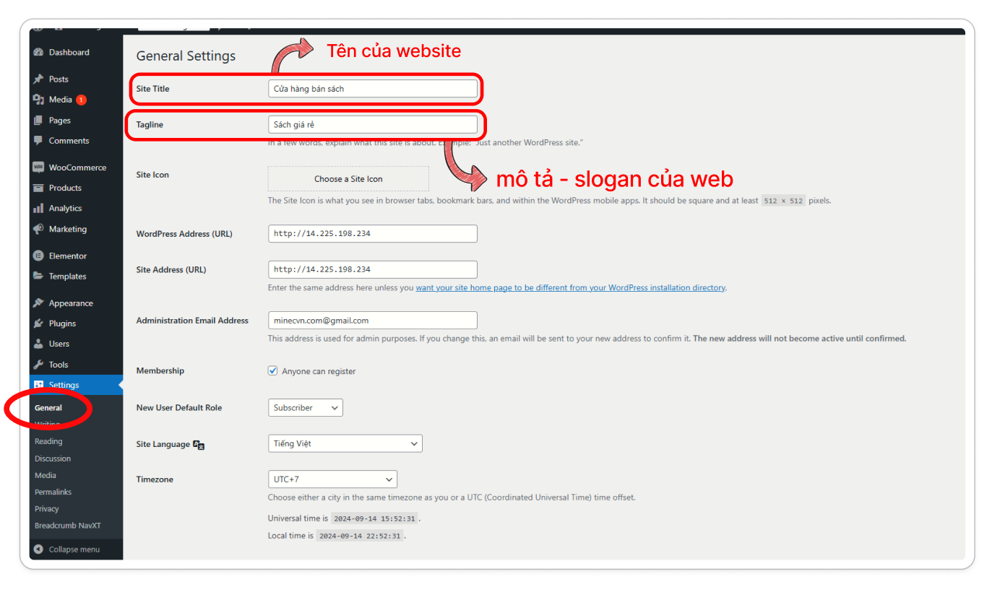 Dashboard
Posts
Media 1
Pages
Comments
WooCommerce
Products
Analytics
Marketing
Elementor
Templates
Appearance
Plugins
Users
Tools
Settings
General
Writing
Reading
Discussion
Media
Permalinks
Privacy
Breadcrumb NavXT
Collapse menu
General Settings
Tên của website
Site Title Cửa hàng bán sách
Tagline Sách giá rẻ
In a few words, explain what this site is about. Example: "Just another WordPress site."
mô tả - slogan của web
Site Icon Choose a Site Icon
The Site Icon is what you see in browser tabs, bookmark bars, and within the WordPress mobile apps. It should be square and at least 512 × 512 pixels.
WordPress Address (URL) http://14.225.198.234
Site Address (URL) http://14.225.198.234
Enter the same address here unless you want your site home page to be different from your WordPress installation directory.
Administration Email Address minecvn.com@gmail.com
This address is used for admin purposes. If you change this, an email will be sent to your new address to confirm it. The new address will not become active until confirmed.
Membership Anyone can register
New User Default Role Subscriber
Site Language Tiếng Việt
Timezone UTC+7
Choose either a city in the same timezone as you or a UTC (Coordinated Universal Time) time offset.
Universal time is 2024-09-14 15:52:31 .
Local time is 2024-09-14 22:52:31 .